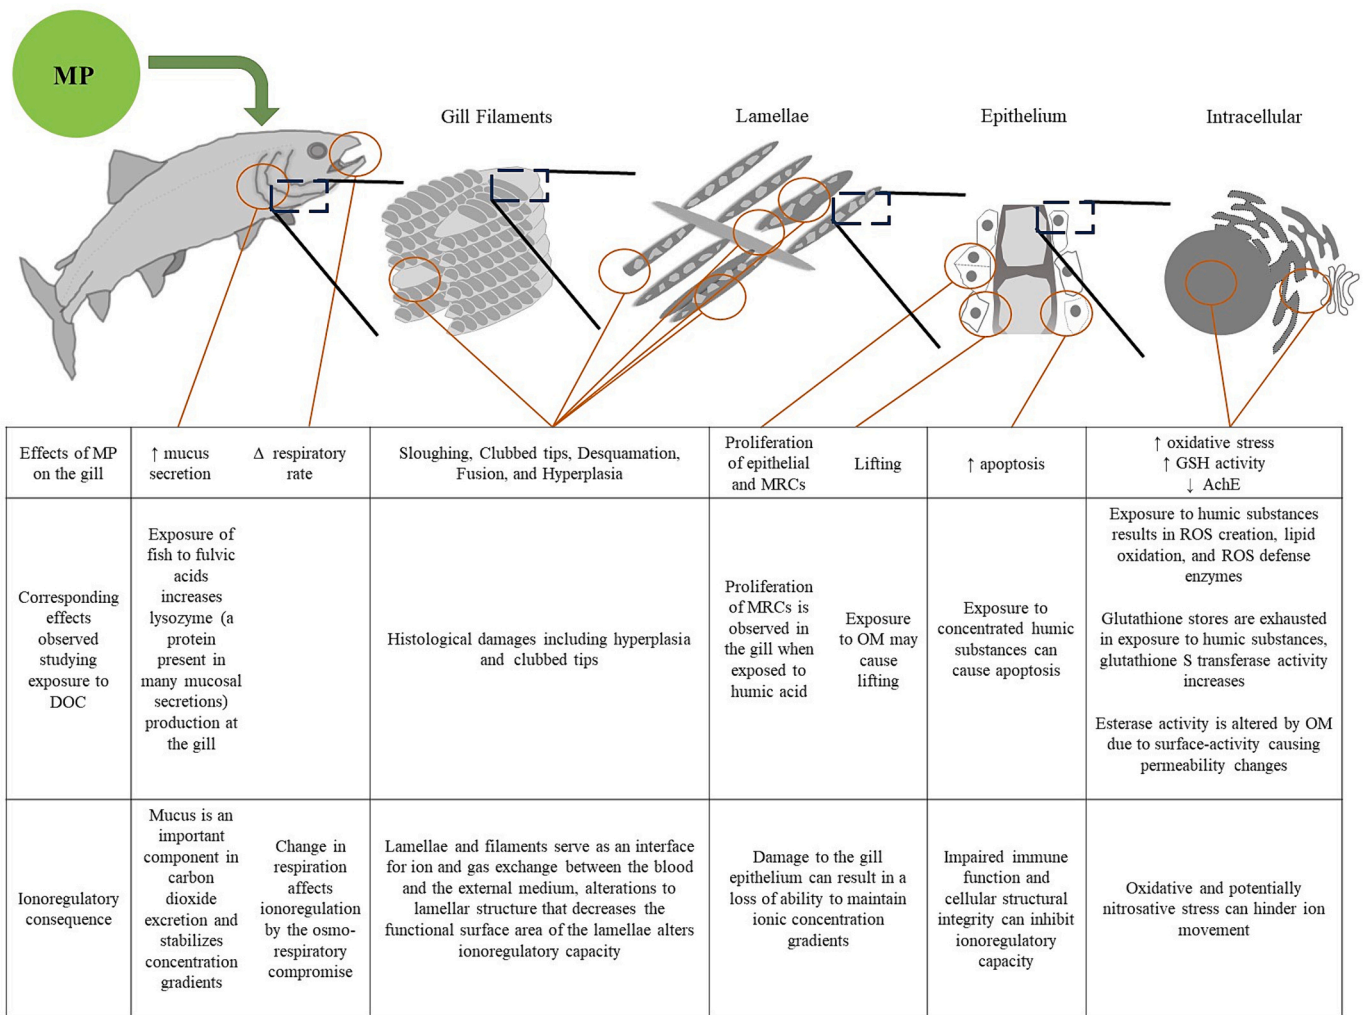 MP
Gill Filaments
Lamellae
Epithelium
Intracellular
Effects of MP
on the gill
↑ mucus
secretion
Δ respiratory
rate
Sloughing, Clubbed tips, Desquamation,
Fusion, and Hyperplasia
Proliferation
of epithelial
and MRCs
Lifting
↑ apoptosis
↑ oxidative stress
↑ GSH activity
↓ AchE
Corresponding
effects
observed
studying
exposure to
DOC
Exposure of
fish to fulvic
acids
increases
lysozyme (a
protein
present in
many mucosal
secretions)
production at
the gill
Histological damages including hyperplasia
and clubbed tips
Proliferation
of MRCs is
observed in
the gill when
exposed to
humic acid
Exposure
to OM may
cause
lifting
Exposure to
concentrated humic
substances can
cause apoptosis
Exposure to humic substances
results in ROS creation, lipid
oxidation, and ROS defense
enzymes
Glutathione stores are exhausted
in exposure to humic substances,
glutathione S transferase activity
increases
Esterase activity is altered by OM
due to surface-activity causing
permeability changes
Ionoregulatory
consequence
Mucus is an
important
component in
carbon
dioxide
excretion and
stabilizes
concentration
gradients
Change in
respiration
affects
ionoregulation
by the osmo-
respiratory
compromise
Lamellae and filaments serve as an interface
for ion and gas exchange between the blood
and the external medium, alterations to
lamellar structure that decreases the
functional surface area of the lamellae alters
ionoregulatory capacity
Damage to the gill
epithelium can result in a
loss of ability to maintain
ionic concentration
gradients
Impaired immune
function and
cellular structural
integrity can inhibit
ionoregulatory
capacity
Oxidative and potentially
nitrosative stress can hinder ion
movement